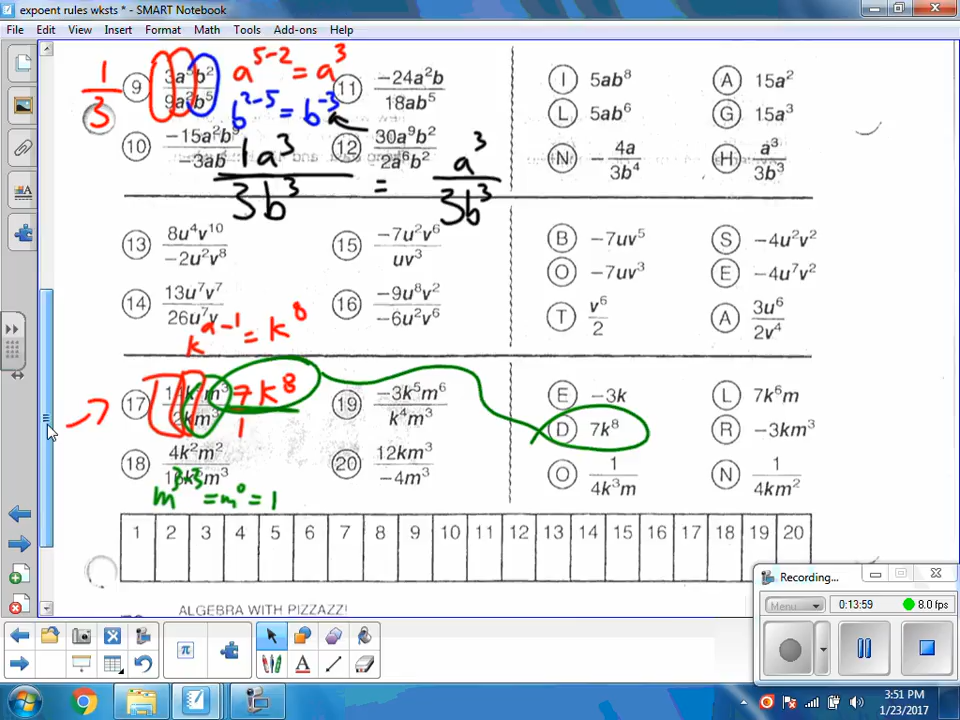 expoent rules wksts * - SMART Notebook
File Edit View Insert Format Math Tools Add-ons Help
1/3
9 3a⁵b²/9a²b⁵ a⁵⁻² = a³
b²⁻⁵ = b⁻³
11 -24a²b/18ab⁵
I 5ab⁸ A 15a²
L 5ab⁶ G 15a³
10 -15a²b⁹/-3ab
12 30a⁹b²/2a⁶b²
N -4a/3b⁴ H a³/3b³
1a³/3b³ = a³/3b³
13 8u⁴v¹⁰/-2u²v⁸ 15 -7u²v⁶/uv³
B -7uv⁵ S -4u²v²
O -7uv³ E -4u⁷v²
14 13u⁷v⁷/26u⁷v 16 -9u⁸v²/-6u²v⁶
T v⁶/2 A 3u⁶/2v⁴
k⁹⁻¹ = k⁸
17 2km³ 7k⁸/1 19 -3k⁵m⁶/k⁴m³
E -3k L 7k⁶m
D 7k⁸ R -3km³
18 4k²m²/16k²m³ 20 12km³/-4m³
O 1/4k³m N 1/4km²
m³⁻³ = m⁰ = 1
1 2 3 4 5 6 7 8 9 10 11 12 13 14 15 16 17 18 19 20
ALGEBRA WITH PIZZAZZ!
Recording...
Menu 0:13:59 8.0 fps
π A
3:51 PM
1/23/2017